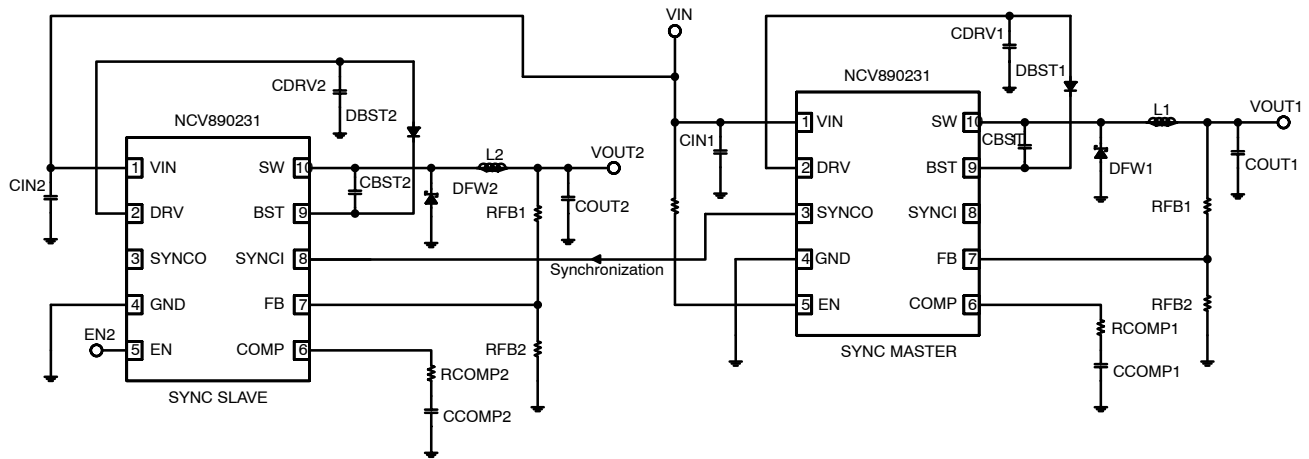 VIN
CDRV1
DBST1
NCV890231
L1
VOUT1
1
VIN
SW
10
CBST
CIN1
2
DRV
BST
9
DFW1
COUT1
3
SYNCO
SYNCI
8
RFB1
4
GND
FB
7
5
EN
COMP
6
RFB2
RCOMP1
CCOMP1
SYNC MASTER
CDRV2
DBST2
NCV890231
L2
VOUT2
1
VIN
SW
10
CIN2
CBST2
DFW2
2
DRV
BST
9
RFB1
COUT2
3
SYNCO
SYNCI
8
Synchronization
4
GND
FB
7
EN2
5
EN
COMP
6
RFB2
RCOMP2
CCOMP2
SYNC SLAVE